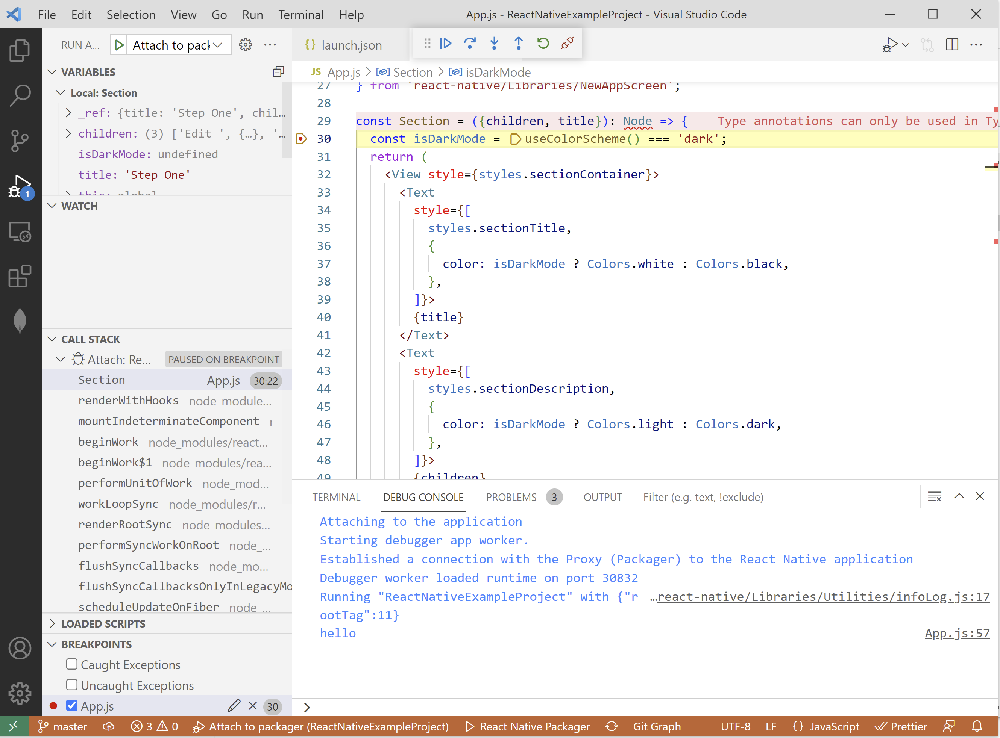 File Edit Selection View Go Run Terminal Help App.js - ReactNativeExampleProject - Visual Studio Code
RUN A... Attach to pack
VARIABLES
Local: Section
_ref: {title: 'Step One', chil...
children: (3) ['Edit ', {…}, '...
isDarkMode: undefined
title: 'Step One'
this: global
WATCH
CALL STACK
Attach: Re... PAUSED ON BREAKPOINT
Section App.js 30:22
renderWithHooks node_module...
mountIndeterminateComponent
beginWork node_modules/react...
beginWork$1 node_modules/rea...
performUnitOfWork node_mod...
workLoopSync node_modules/r...
renderRootSync node_modules...
performSyncWorkOnRoot node_...
flushSyncCallbacks node_mo...
flushSyncCallbacksOnlyInLegacyMo
scheduleUpdateOnFiber node_...
LOADED SCRIPTS
BREAKPOINTS
Caught Exceptions
Uncaught Exceptions
App.js 30
1
{} launch.json
JS App.js > Section > isDarkMode
27 } from 'react-native/Libraries/NewAppScreen';
28
29 const Section = ({children, title}): Node => { Type annotations can only be used in Ty
30 const isDarkMode = useColorScheme() === 'dark';
31 return (
32 <View style={styles.sectionContainer}>
33 <Text
34 style={[
35 styles.sectionTitle,
36 {
37 color: isDarkMode ? Colors.white : Colors.black,
38 },
39 ]}>
40 {title}
41 </Text>
42 <Text
43 style={[
44 styles.sectionDescription,
45 {
46 color: isDarkMode ? Colors.light : Colors.dark,
47 },
48 ]}>
49 {children}
TERMINAL DEBUG CONSOLE PROBLEMS 3 OUTPUT Filter (e.g. text, !exclude)
Attaching to the application
Starting debugger app worker.
Established a connection with the Proxy (Packager) to the React Native application
Debugger worker loaded runtime on port 30832
Running "ReactNativeExampleProject" with {"r …react-native/Libraries/Utilities/infoLog.js:17
ootTag":11}
hello App.js:57
>
master 3 0 Attach to packager (ReactNativeExampleProject) React Native Packager Git Graph UTF-8 LF {} JavaScript Prettier